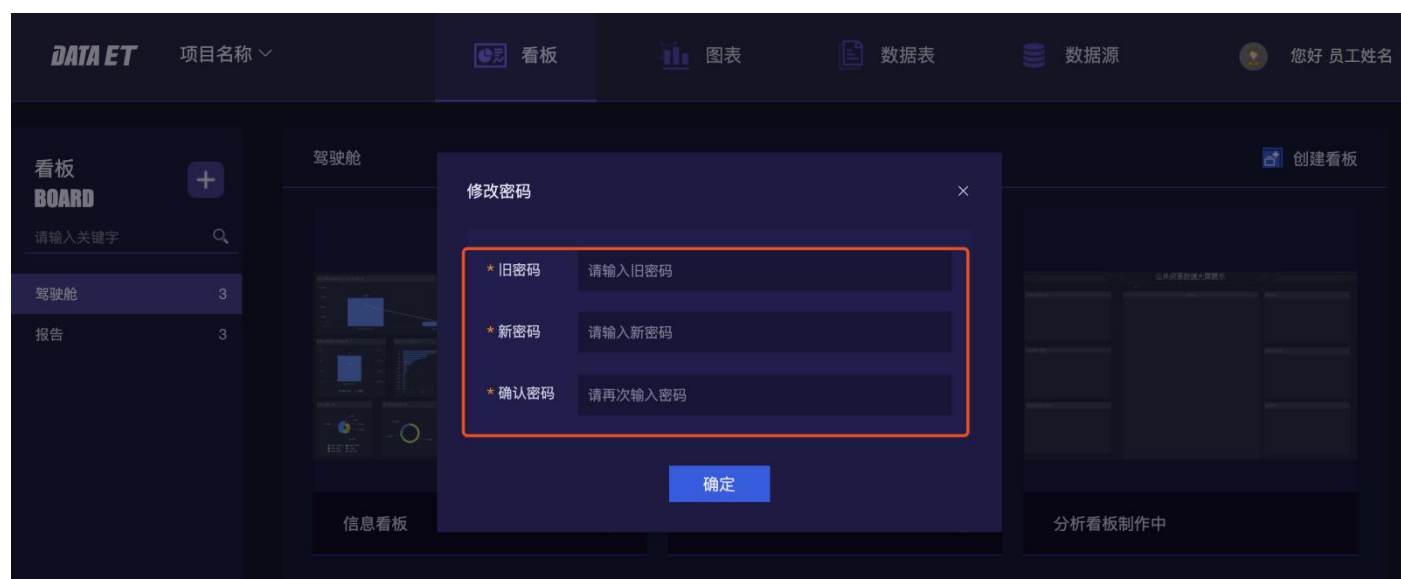 DATA ET
项目名称
看板
图表
数据表
数据源
您好 员工姓名
看板
BOARD
请输入关键字
驾驶舱 3
报告 3
驾驶舱
创建看板
修改密码
×
* 旧密码 请输入旧密码
* 新密码 请输入新密码
* 确认密码 请再次输入密码
确定
信息看板
分析看板制作中